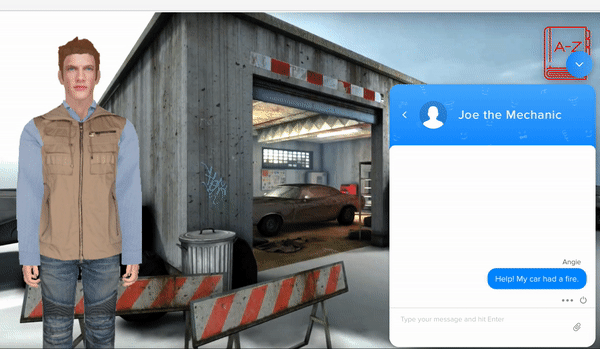 A-Z
Joe the Mechanic
Angie
Help! My car had a fire.
Type your message and hit Enter